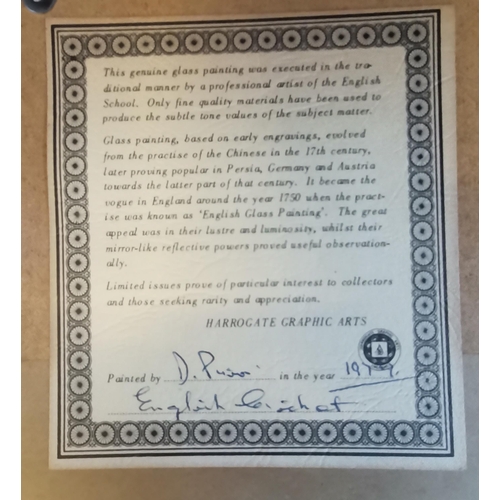 This genuine glass painting was executed in the tra-
ditional manner by a professional artist of the English
School. Only fine quality materials have been used to
produce the subtle tone values of the subject matter.
Glass painting, based on early engravings, evolved
from the practise of the Chinese in the 17th century,
later proving popular in Persia, Germany and Austria
towards the latter part of that century. It became the
vogue in England around the year 1750 when the pract-
ise was known as 'English Glass Painting'. The great
appeal was in their lustre and luminosity, whilst their
mirror-like reflective powers proved useful observation-
ally.
Limited issues prove of particular interest to collectors
and those seeking rarity and appreciation.
HARROGATE GRAPHIC ARTS
Painted by D. in the year
English